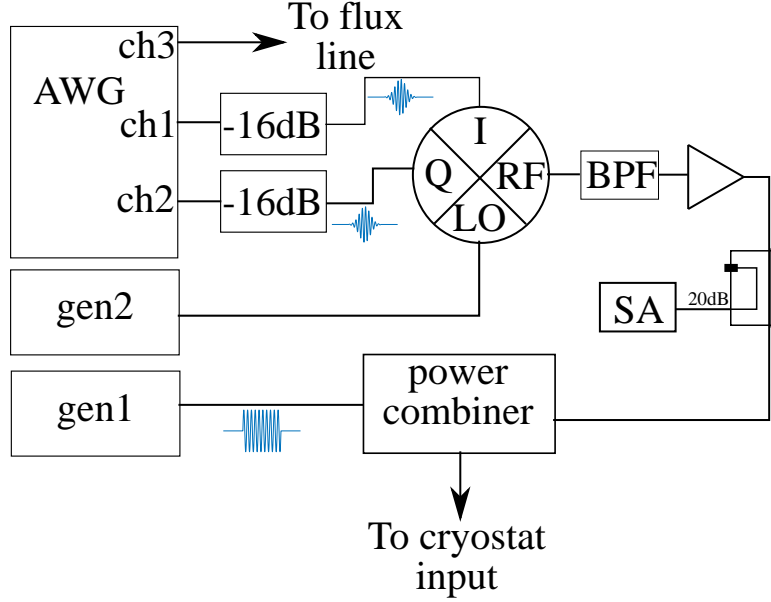 To flux
line
ch3
AWG
ch1
-16dB
I
Q
RF
BPF
ch2
-16dB
LO
gen2
20dB
SA
gen1
power
combiner
To cryostat
input